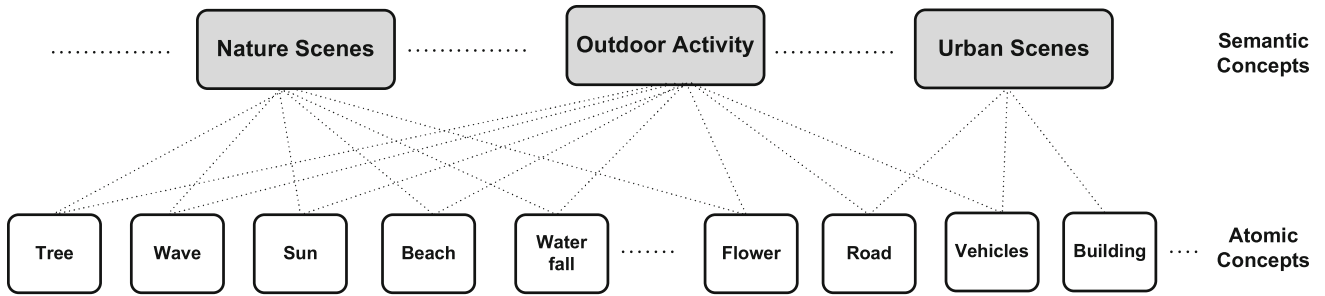 Nature Scenes
Outdoor Activity
Urban Scenes
Semantic
Concepts
Tree
Wave
Sun
Beach
Water
fall
Flower
Road
Vehicles
Building
Atomic
Concepts